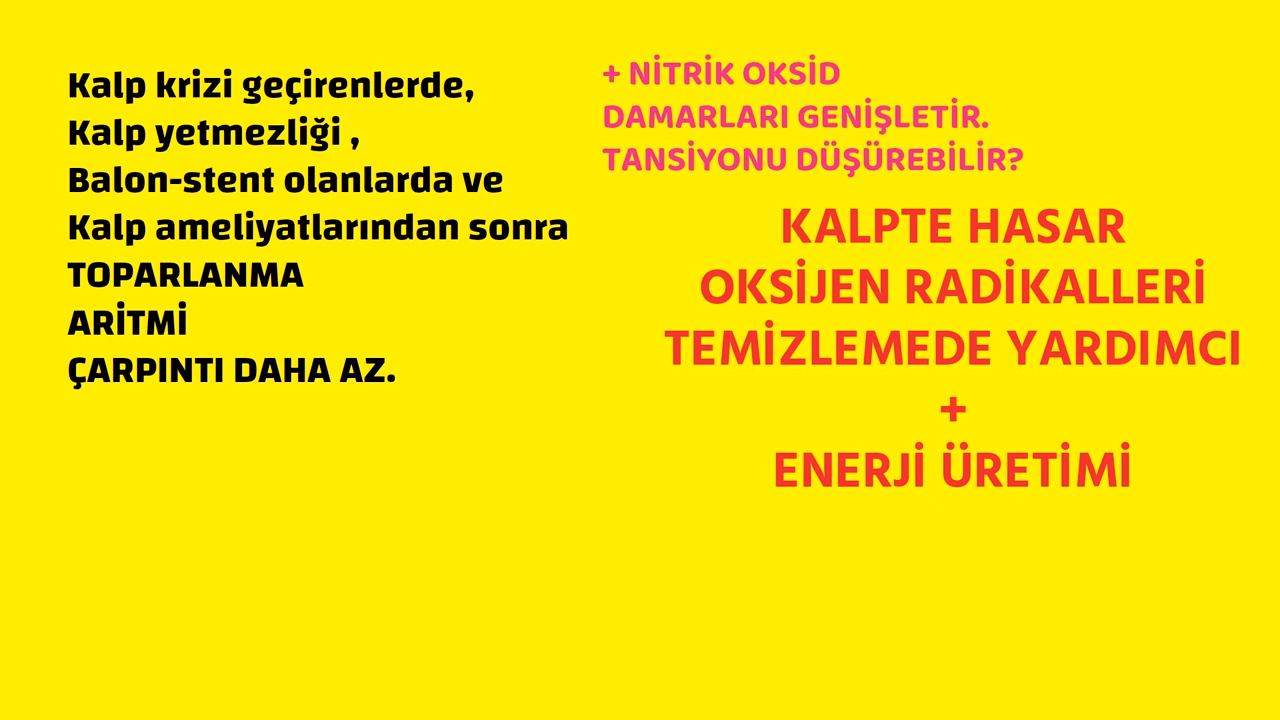 Kalp krizi geçirenlerde,
Kalp yetmezliği ,
Balon-stent olanlarda ve
Kalp ameliyatlarından sonra
TOPARLANMA
ARİTMİ
ÇARPINTI DAHA AZ.
+ NİTRİK OKSİD
DAMARLARI GENİŞLETİR.
TANSİYONU DÜŞÜREBİLİR?
KALPTE HASAR
OKSİJEN RADİKALLERİ
TEMİZLEMEDE YARDIMCI
+
ENERJİ ÜRETİMİ